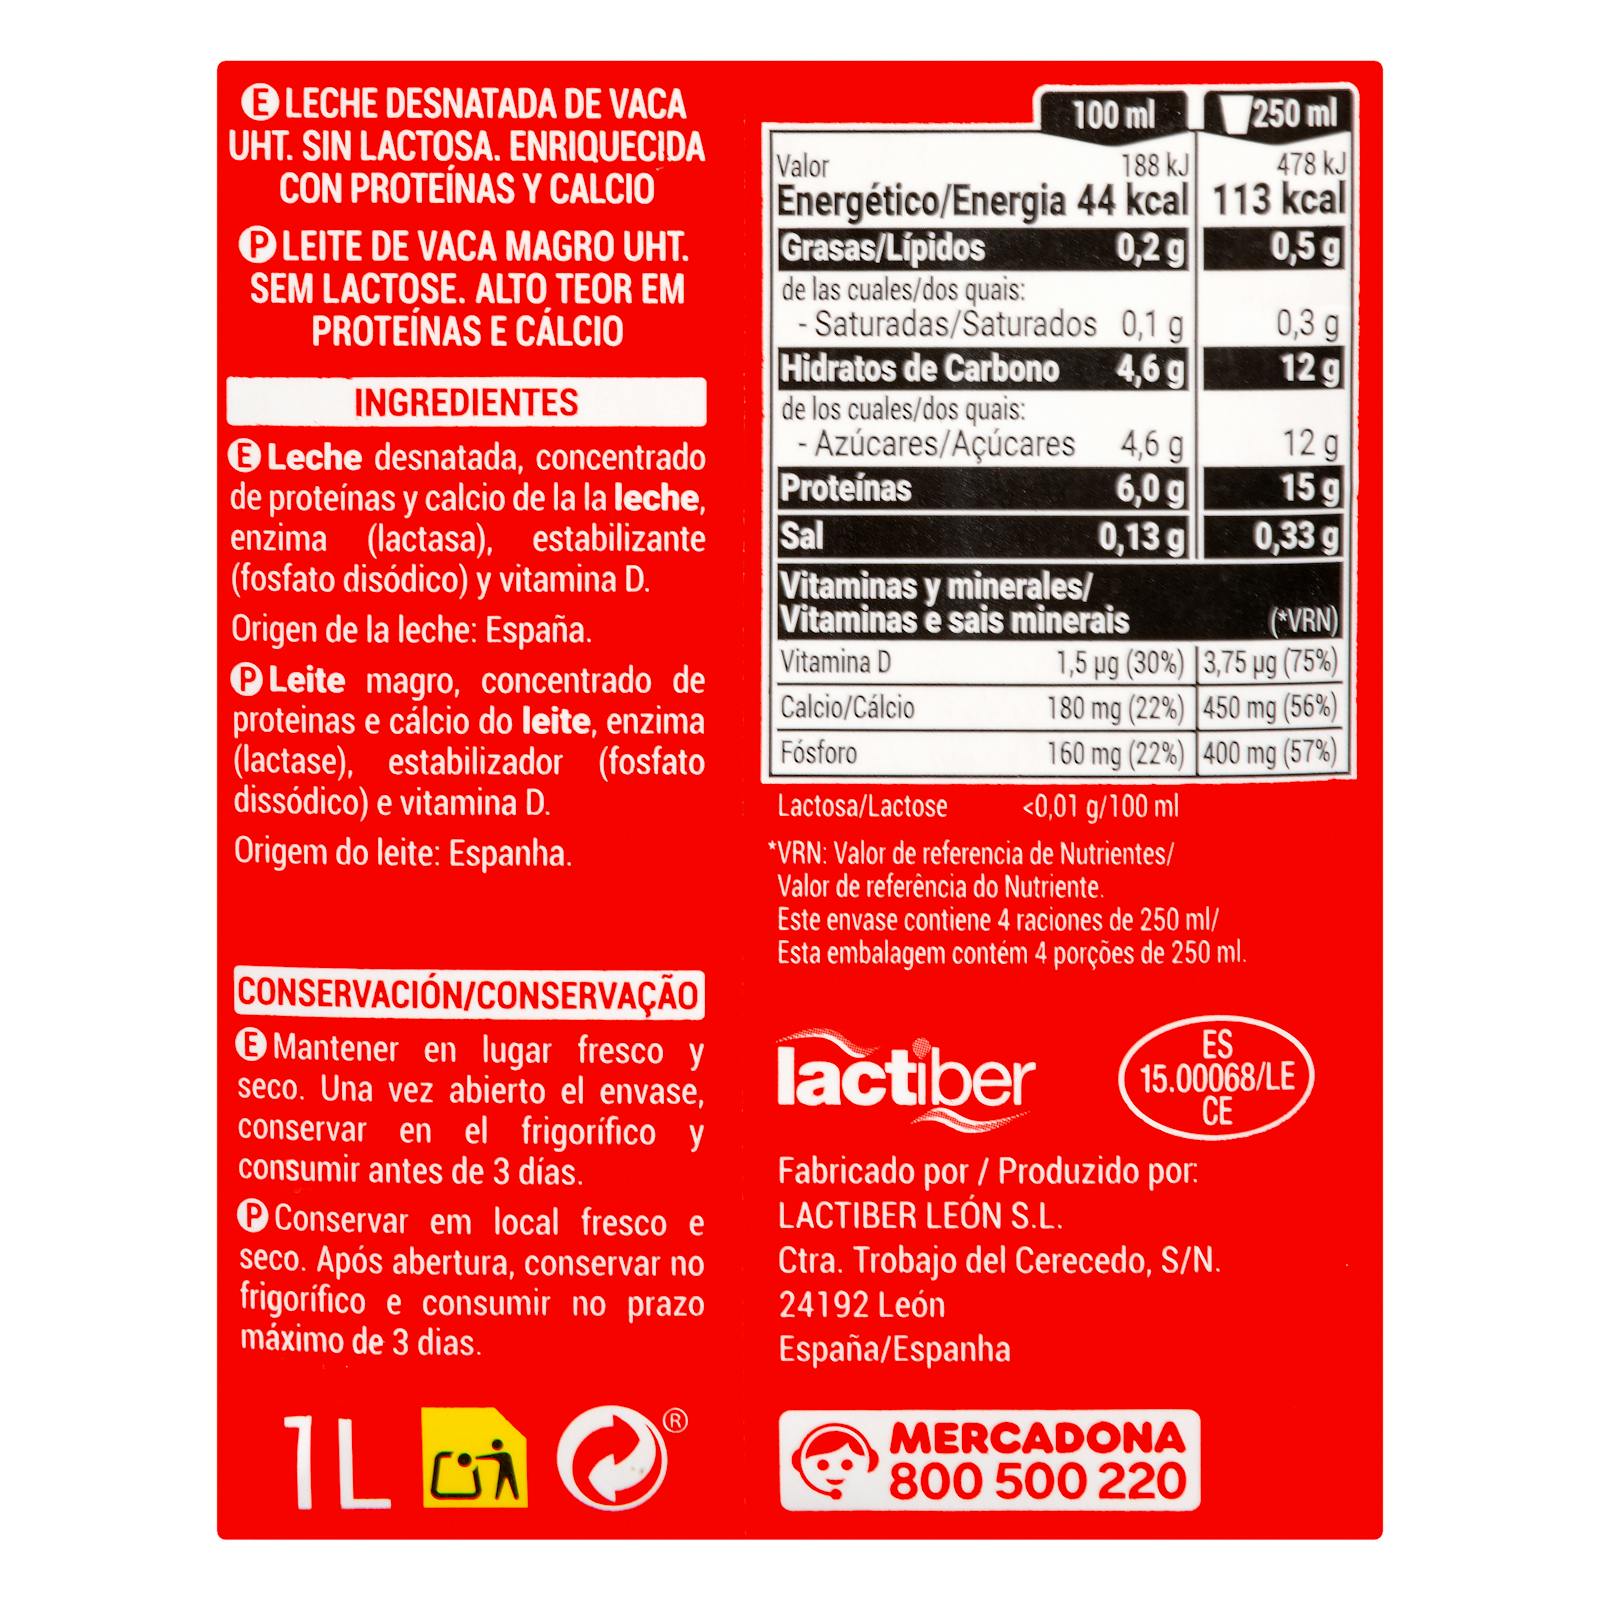 E LECHE DESNATADA DE VACA
UHT. SIN LACTOSA. ENRIQUECIDA
CON PROTEÍNAS Y CALCIO
P LEITE DE VACA MAGRO UHT.
SEM LACTOSE. ALTO TEOR EM
PROTEÍNAS E CÁLCIO
INGREDIENTES
E Leche desnatada, concentrado
de proteínas y calcio de la la leche,
enzima (lactasa), estabilizante
(fosfato disódico) y vitamina D.
Origen de la leche: España.
P Leite magro, concentrado de
proteinas e cálcio do leite, enzima
(lactase), estabilizador (fosfato
dissódico) e vitamina D.
Origem do leite: Espanha.
CONSERVACIÓN/CONSERVAÇÃO
E Mantener en lugar fresco y
seco. Una vez abierto el envase,
conservar en el frigorífico y
consumir antes de 3 días.
P Conservar em local fresco e
seco. Após abertura, conservar no
frigorífico e consumir no prazo
máximo de 3 dias.
1L
®
100 ml 250 ml
Valor 188 kJ 478 kJ
Energético/Energia 44 kcal 113 kcal
Grasas/Lípidos 0,2 g 0,5 g
de las cuales/dos quais:
- Saturadas/Saturados 0,1 g 0,3 g
Hidratos de Carbono 4,6 g 12 g
de los cuales/dos quais:
- Azúcares/Açúcares 4,6 g 12 g
Proteínas 6,0 g 15 g
Sal 0,13 g 0,33 g
Vitaminas y minerales/
Vitaminas e sais minerais (*VRN)
Vitamina D 1,5 µg (30%) 3,75 µg (75%)
Calcio/Cálcio 180 mg (22%) 450 mg (56%)
Fósforo 160 mg (22%) 400 mg (57%)
Lactosa/Lactose <0,01 g/100 ml
*VRN: Valor de referencia de Nutrientes/
Valor de referência do Nutriente.
Este envase contiene 4 raciones de 250 ml/
Esta embalagem contém 4 porções de 250 ml.
lactiber
ES
15.00068/LE
CE
Fabricado por / Produzido por:
LACTIBER LEÓN S.L.
Ctra. Trobajo del Cerecedo, S/N.
24192 León
España/Espanha
MERCADONA
800 500 220